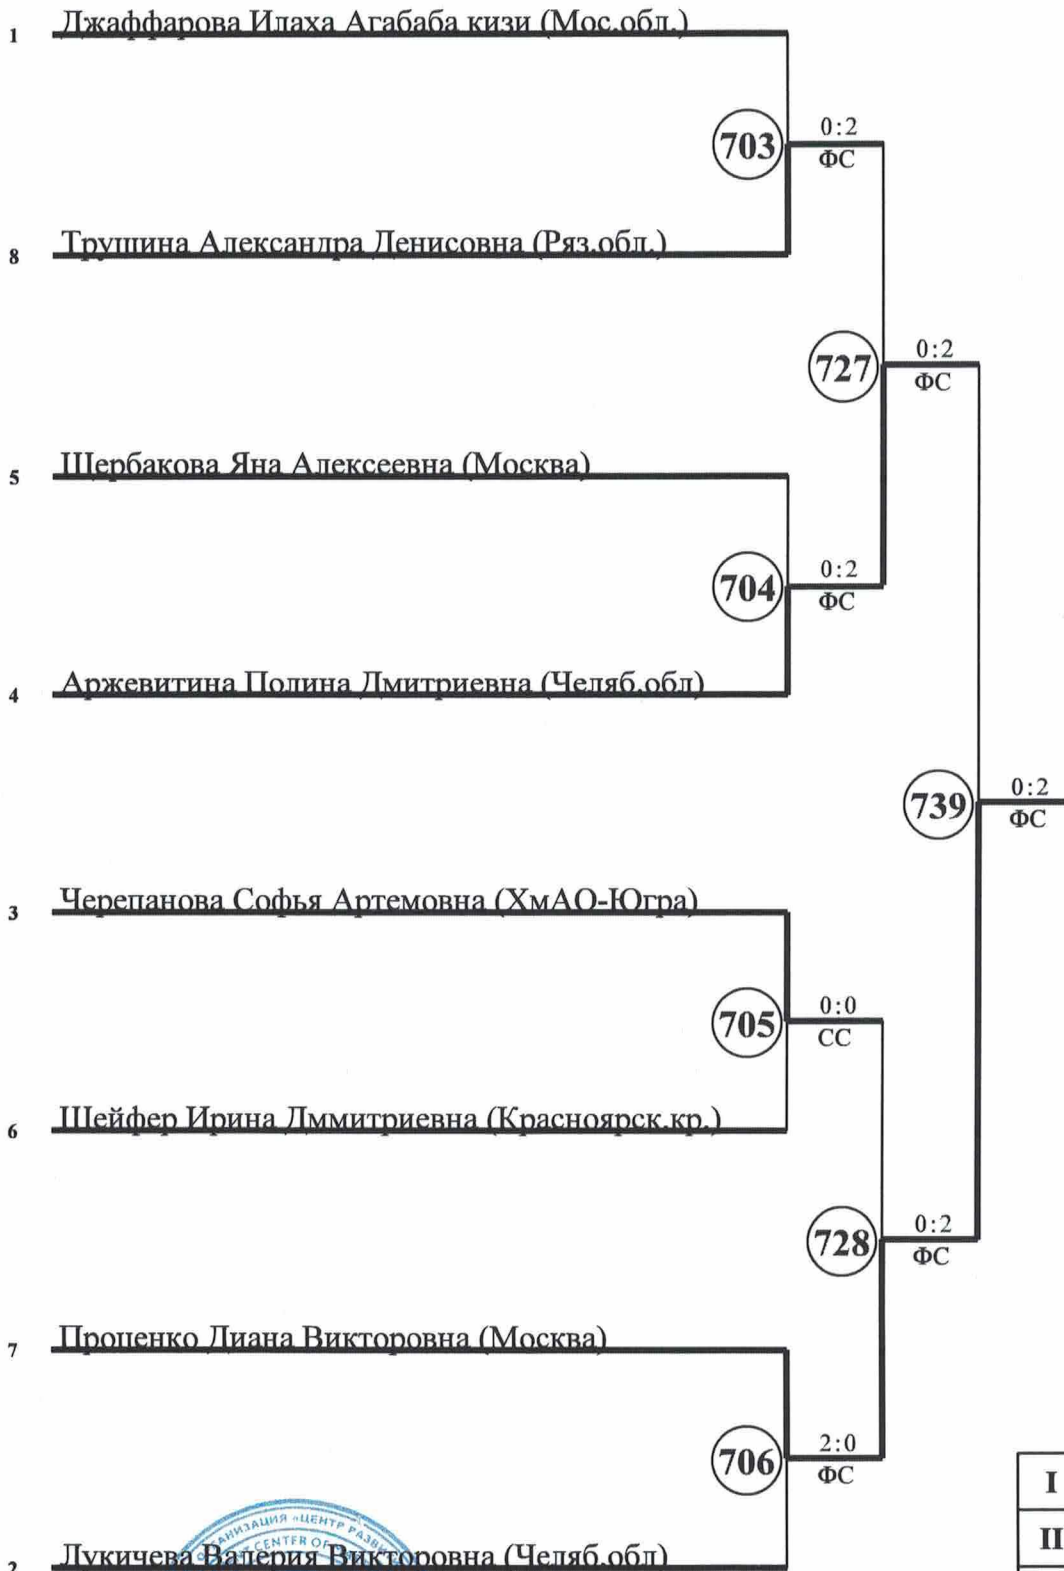 1 Джаффарова Илаха Агабаба кизи (Мос.обл.)
703 0:2
ФС
8 Трушина Александра Денисовна (Ряз.обл.)
727 0:2
ФС
5 Щербакова Яна Алексеевна (Москва)
704 0:2
ФС
4 Аржевитина Полина Дмитриевна (Челяб.обл)
739 0:2
ФС
3 Черепанова Софья Артемовна (ХмАО-Югра)
705 0:0
СС
6 Шейфер Ирина Дммитриевна (Красноярск.кр.)
728 0:2
ФС
7 Проценко Диана Викторовна (Москва)
706 2:0
ФС
I
II
ОРГАНИЗАЦИЯ «ЦЕНТР
CENTER OF
2 Лукичева Валерия Викторовна (Челяб.обл)